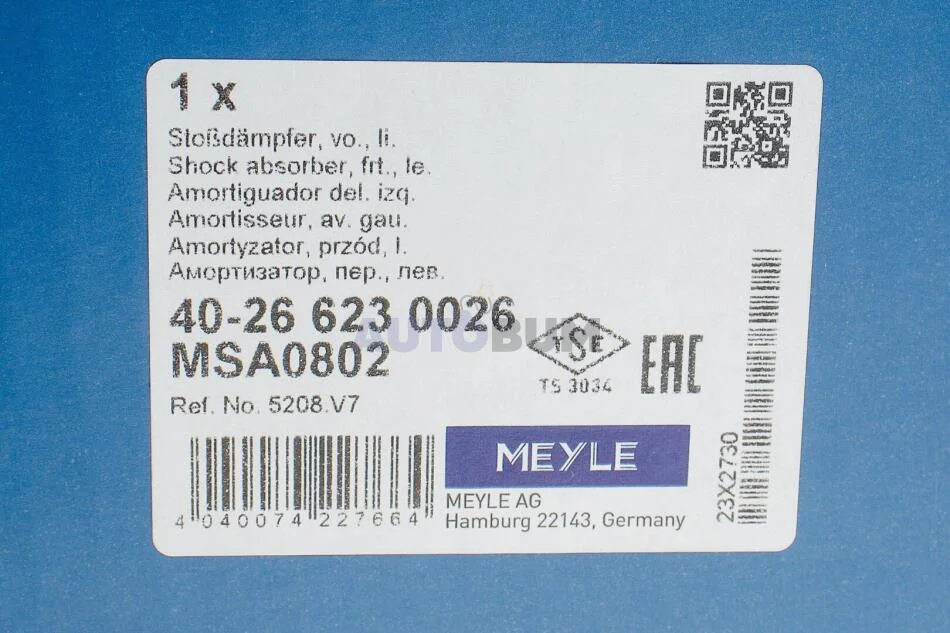 1 x
Stoßdämpfer, vo., li.
Shock absorber, frt., le.
Amortiguador del. izq.
Amortisseur, av. gau.
Amortyzator, przód, l.
Амортизатор, пер., лев.
40-26 623 0026
AUTOBUM
MSA0802
TSE
TS 3034
EAC
Ref. No. 5208.V7
MEYLE
MEYLE AG
Hamburg 22143, Germany
4 040074 227664
23X2730